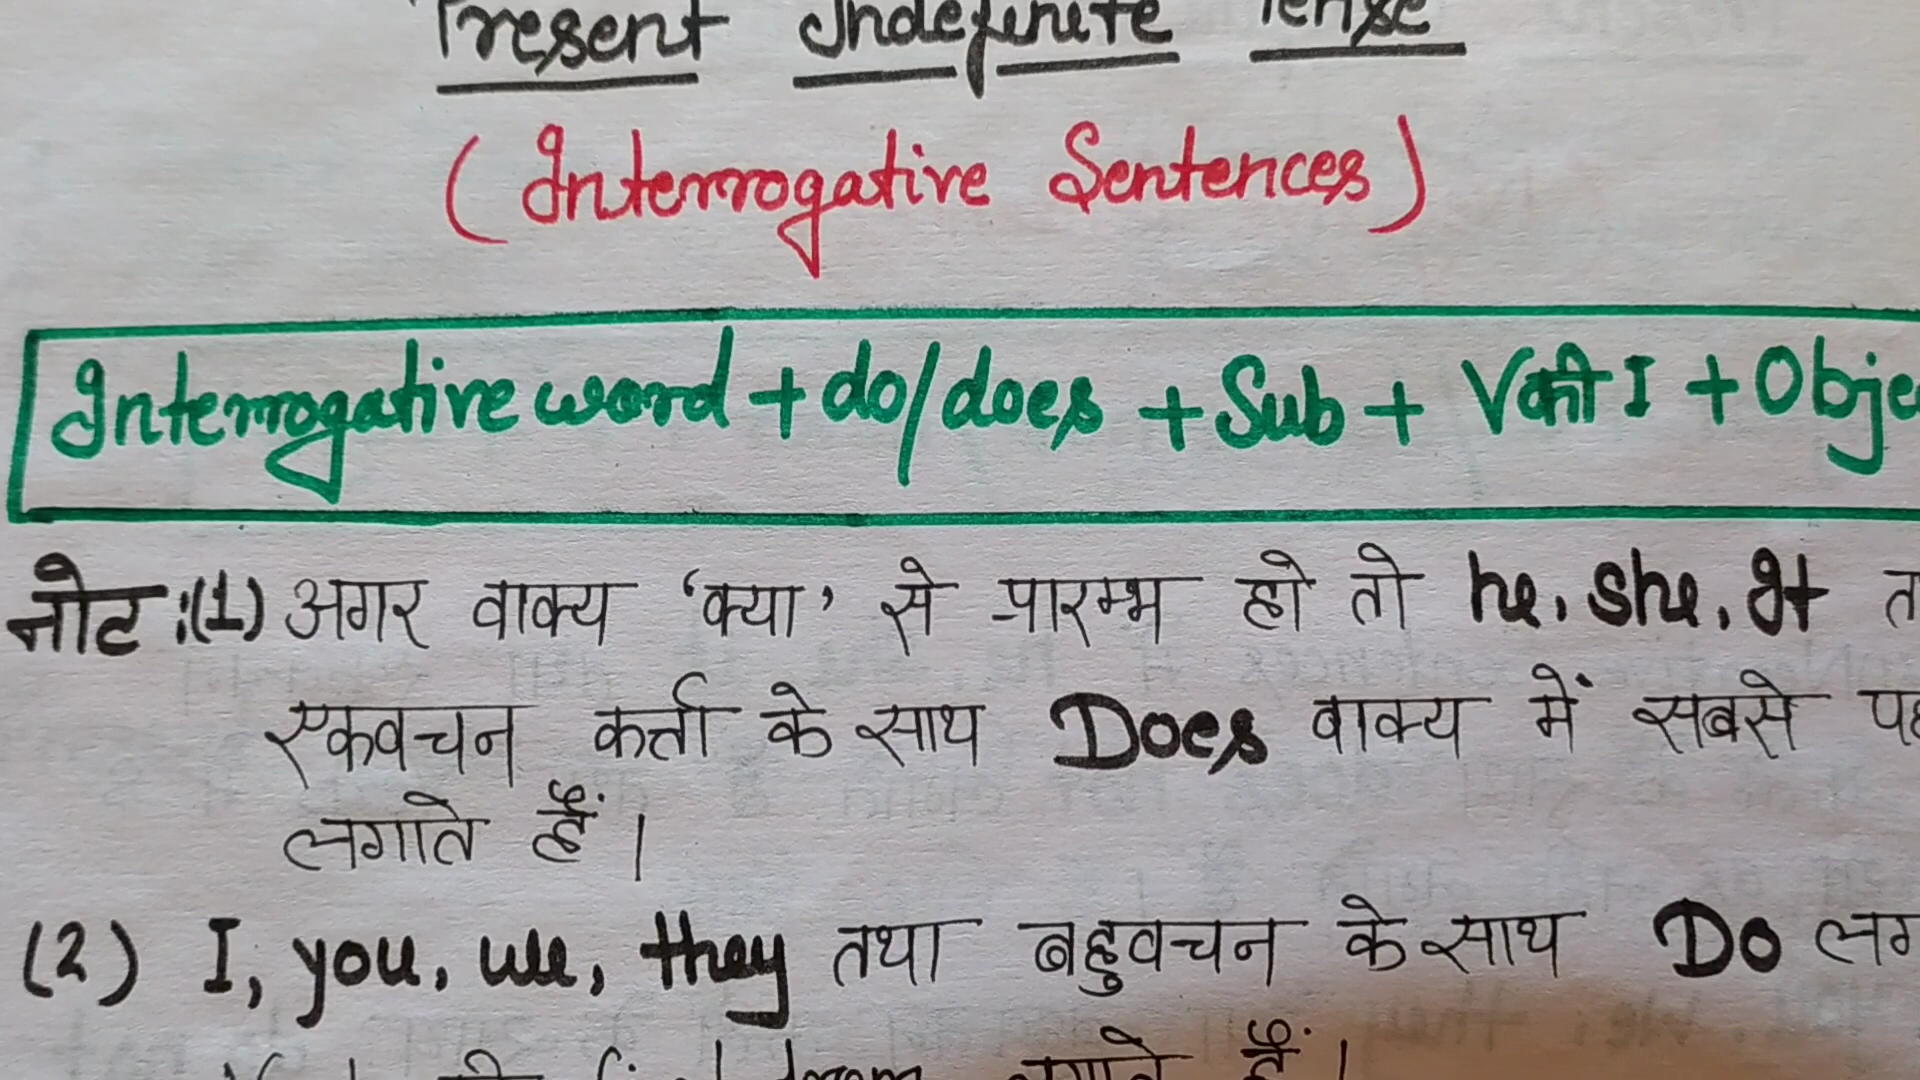 Present Indefinite Tense
(Interrogative Sentences)
Interrogative word + do/does + Sub + V की I + Obje
नोट :(1) अगर वाक्य ‘क्या’ से प्रारम्भ हो तो he, she, It
एकवचन कर्त्ता के साथ Does वाक्य में सबसे
लगाते हैं।
(2) I, you, we, they तथा बहुवचन के साथ Do
लगाते हैं।